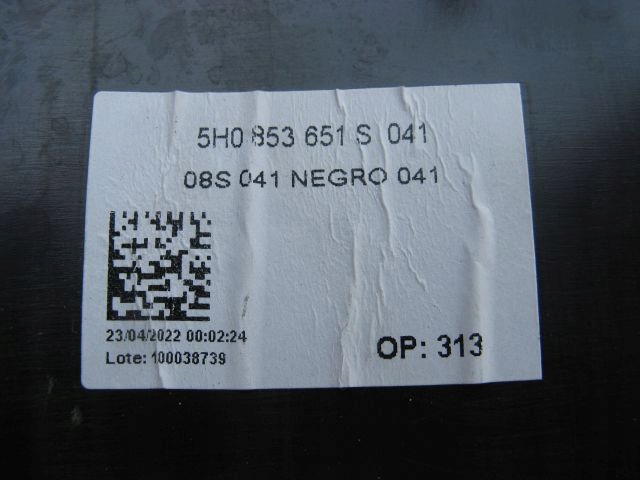 5H0 853 651 S 041
08S 041 NEGRO 041
23/04/2022 00:02:24
Lote: 100038739
OP: 313